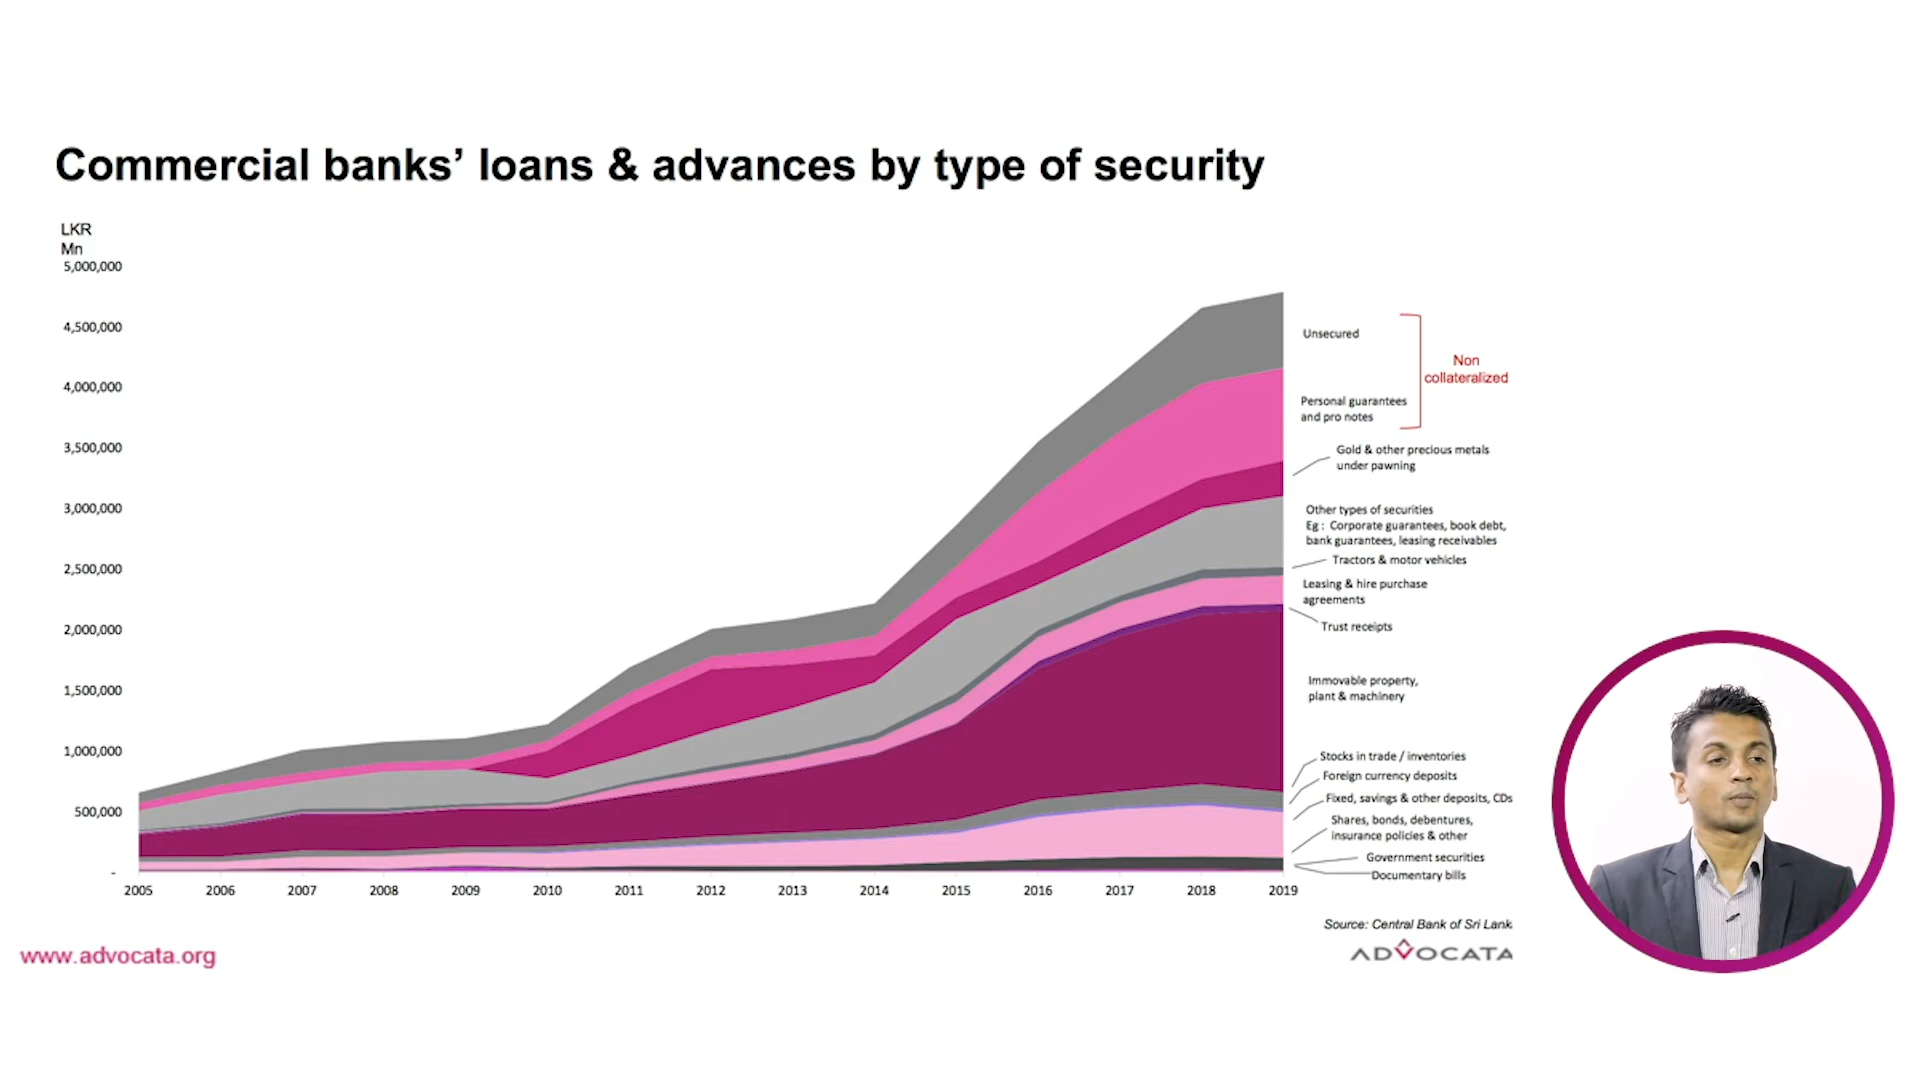 Commercial banks’ loans & advances by type of security
LKR
Mn
5,000,000
4,500,000
4,000,000
3,500,000
3,000,000
2,500,000
2,000,000
1,500,000
1,000,000
500,000
-
2005 2006 2007 2008 2009 2010 2011 2012 2013 2014 2015 2016 2017 2018 2019
Unsecured
Non
collateralized
Personal guarantees
and pro notes
Gold & other precious metals
under pawning
Other types of securities
Eg : Corporate guarantees, book debt,
bank guarantees, leasing receivables
Tractors & motor vehicles
Leasing & hire purchase
agreements
Trust receipts
Immovable property,
plant & machinery
Stocks in trade / inventories
Foreign currency deposits
Fixed, savings & other deposits, CDs
Shares, bonds, debentures,
insurance policies & other
Government securities
Documentary bills
Source: Central Bank of Sri Lank
www.advocata.org
ADVOCATA